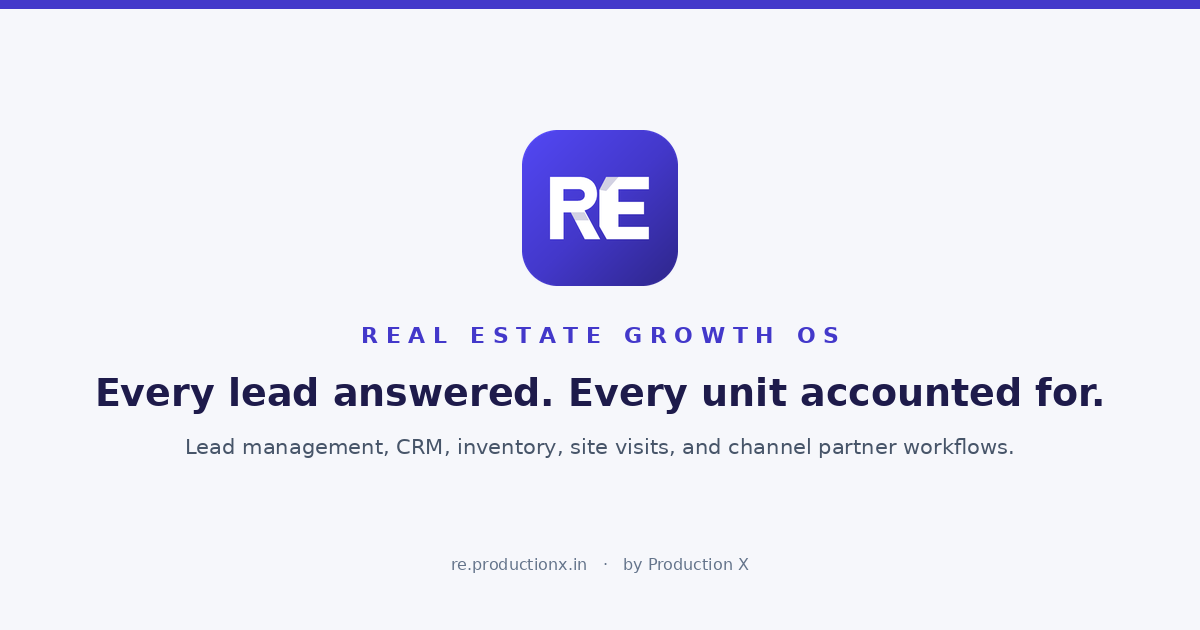 RE
REAL ESTATE GROWTH OS
Every lead answered. Every unit accounted for.
Lead management, CRM, inventory, site visits, and channel partner workflows.
re.productionx.in · by Production X